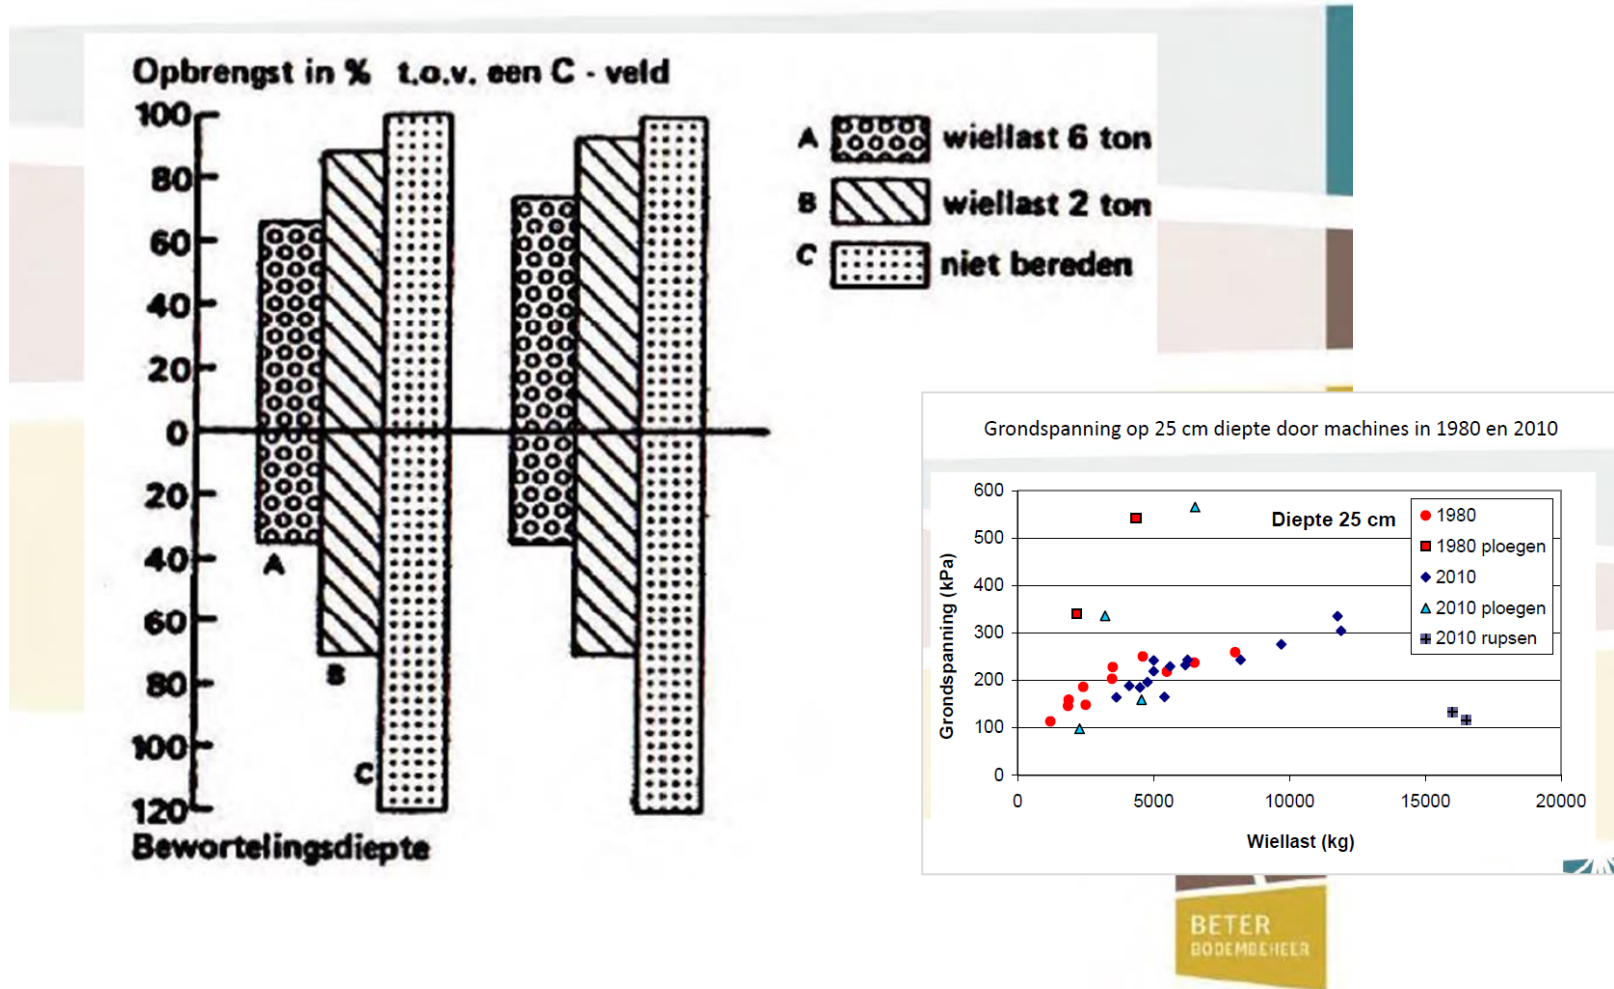 Opbrengst in % t.o.v. een C - veld
100
80
60
40
20
0
20
40
60
80
100
120
A
B
C
Bewortelingsdiepte
A wiellast 6 ton
B wiellast 2 ton
C niet bereden
Grondspanning op 25 cm diepte door machines in 1980 en 2010
Grondspanning (kPa)
600
500
400
300
200
100
0
Diepte 25 cm
1980
1980 ploegen
2010
2010 ploegen
2010 rupsen
0 5000 10000 15000 20000
Wiellast (kg)
BETER
BODEMBEHEER